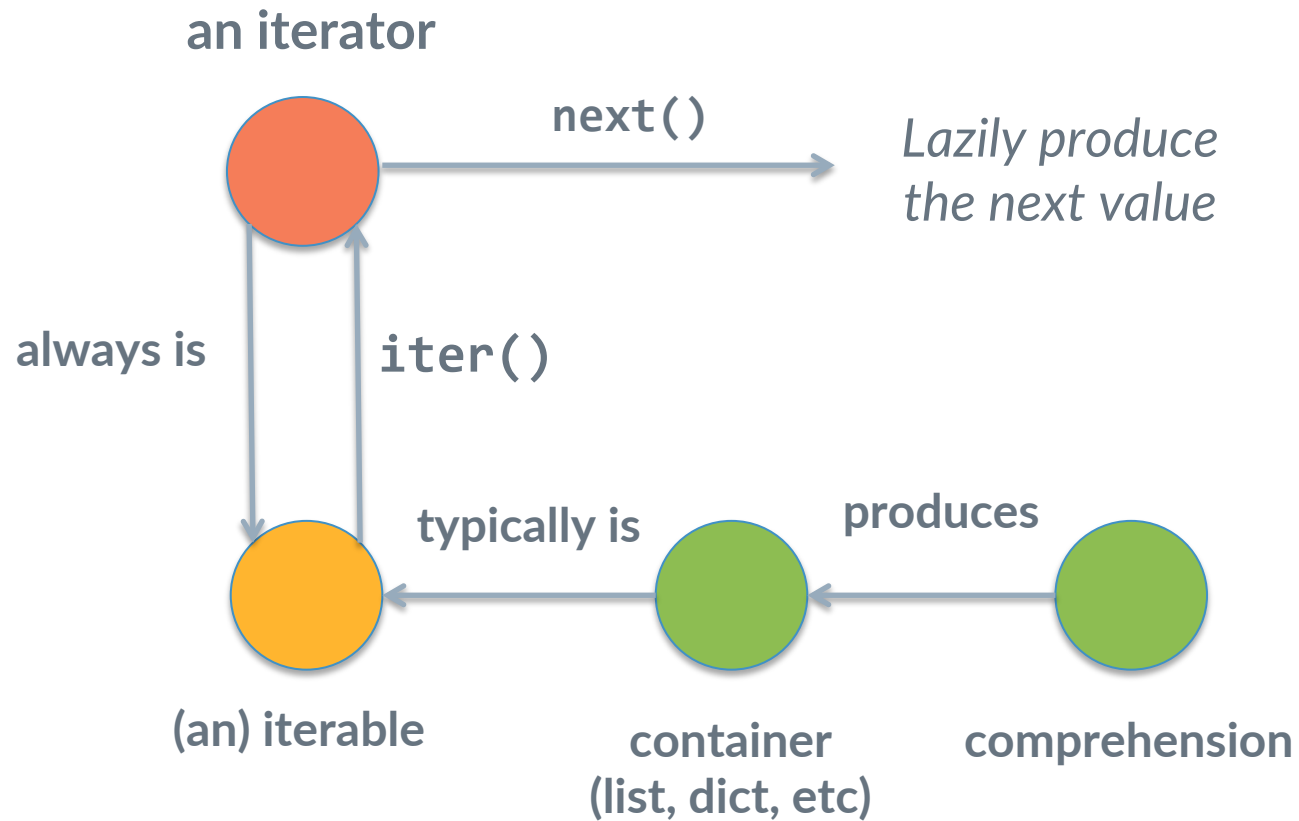 an iterator
next()
Lazily produce
the next value
always is
iter()
typically is
produces
(an) iterable
container
(list, dict, etc)
comprehension